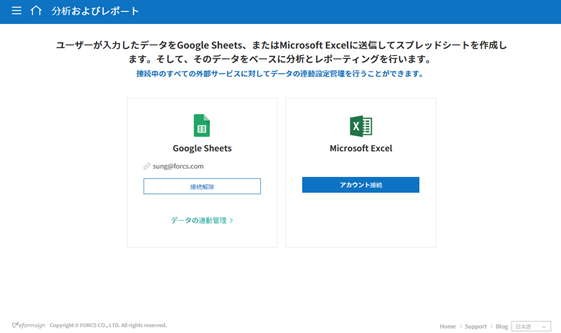 分析およびレポート
ユーザーが入力したデータをGoogle Sheets、またはMicrosoft Excelに送信してスプレッドシートを作成し
ます。そして、そのデータをベースに分析とレポーティングを行います。
接続中のすべての外部サービスに対してデータの連動設定管理を行うことができます。
Google Sheets
sung@forcs.com
接続解除
データの連動管理 >
Microsoft Excel
アカウント接続
eformsign Copyright © FORCS CO., LTD. All rights reserved.
Home | Support | Blog 日本語